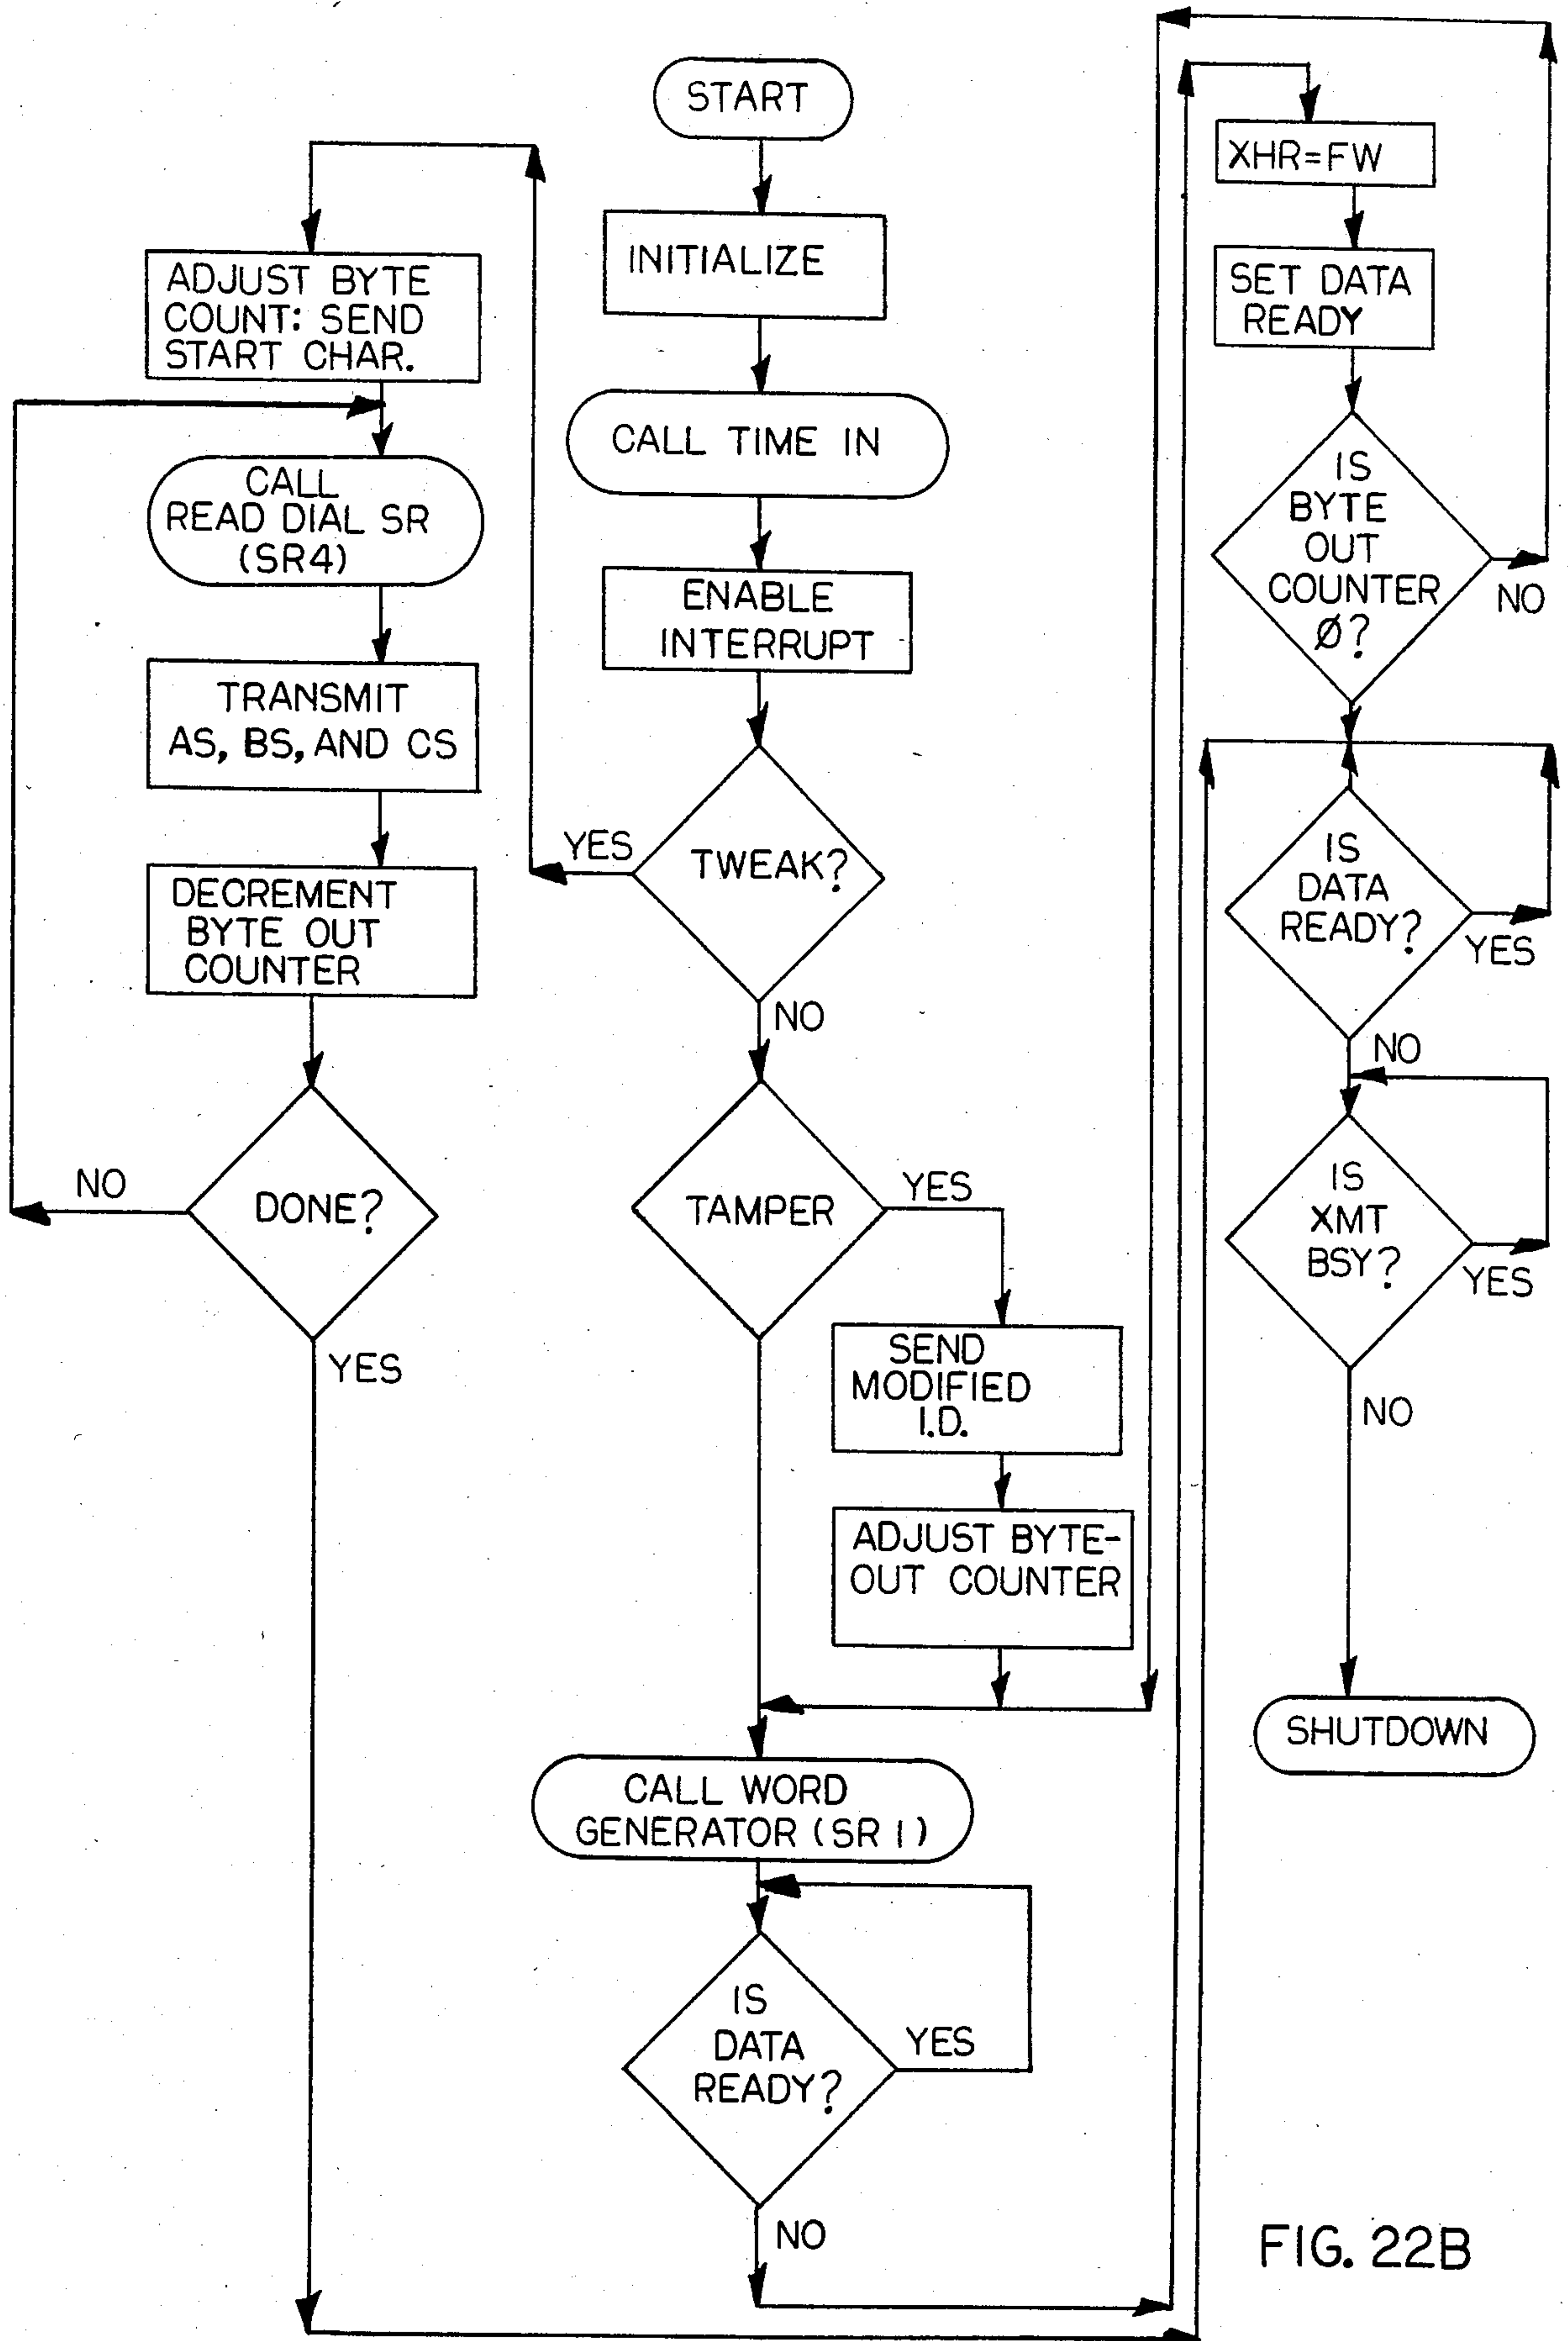 START
INITIALIZE
CALL TIME IN
ENABLE
INTERRUPT
TWEAK?
YES
NO
ADJUST BYTE
COUNT: SEND
START CHAR.
CALL
READ DIAL SR
(SR4)
TRANSMIT
AS, BS, AND CS
DECREMENT
BYTE OUT
COUNTER
DONE?
NO
YES
TAMPER
YES
SEND
MODIFIED
I.D.
ADJUST BYTE-
OUT COUNTER
CALL WORD
GENERATOR (SR 1)
IS
DATA
READY?
YES
NO
XHR=FW
SET DATA
READY
IS
BYTE
OUT
COUNTER
Ø?
NO
IS
DATA
READY?
YES
NO
IS
XMT
BSY?
YES
NO
SHUTDOWN
FIG. 22B